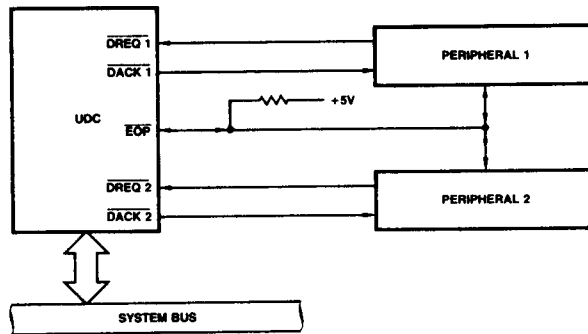 DREQ 1
PERIPHERAL 1
DACK 1
+5V
UDC
EOP
DREQ 2
PERIPHERAL 2
DACK 2
SYSTEM BUS